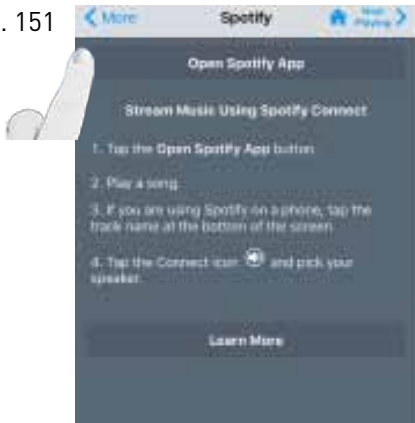 . 151
More
Spotify
Now
Playing
Open Spotify App
Stream Music Using Spotify Connect
1. Tap the Open Spotify App button
2. Play a song
3. If you are using Spotify on a phone, tap the
track name at the bottom of the screen
4. Tap the Connect icon and pick your
speaker.
Learn More